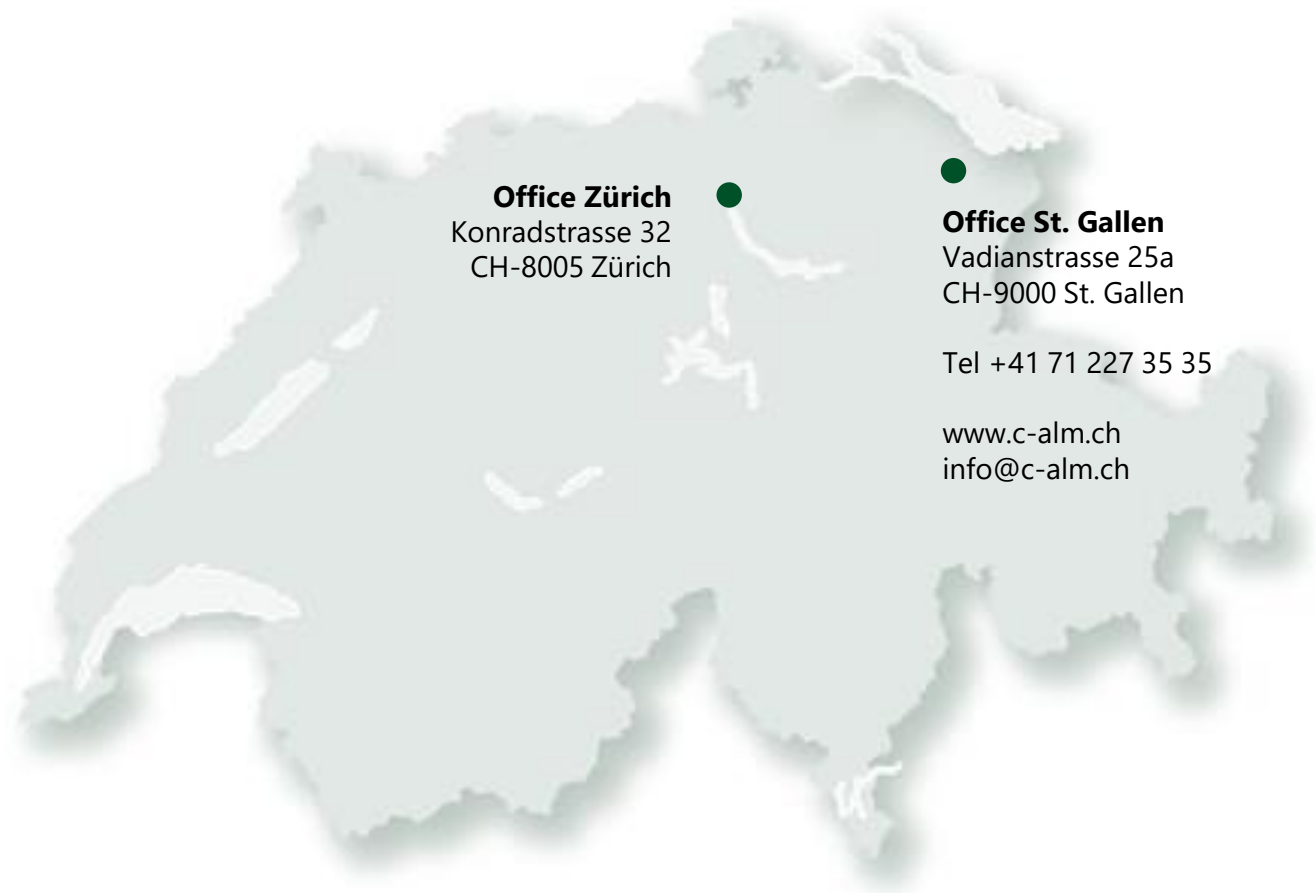 Office Zürich
Konradstrasse 32
CH-8005 Zürich
Office St. Gallen
Vadianstrasse 25a
CH-9000 St. Gallen
Tel +41 71 227 35 35
www.c-alm.ch
info@c-alm.ch